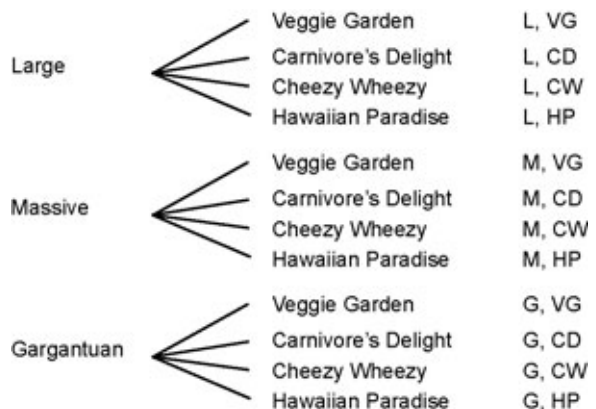 Veggie Garden L, VG
Large
Carnivore's Delight L, CD
Cheezy Wheezy L, CW
Hawaiian Paradise L, HP
Veggie Garden M, VG
Massive
Carnivore's Delight M, CD
Cheezy Wheezy M, CW
Hawaiian Paradise M, HP
Veggie Garden G, VG
Gargantuan
Carnivore's Delight G, CD
Cheezy Wheezy G, CW
Hawaiian Paradise G, HP